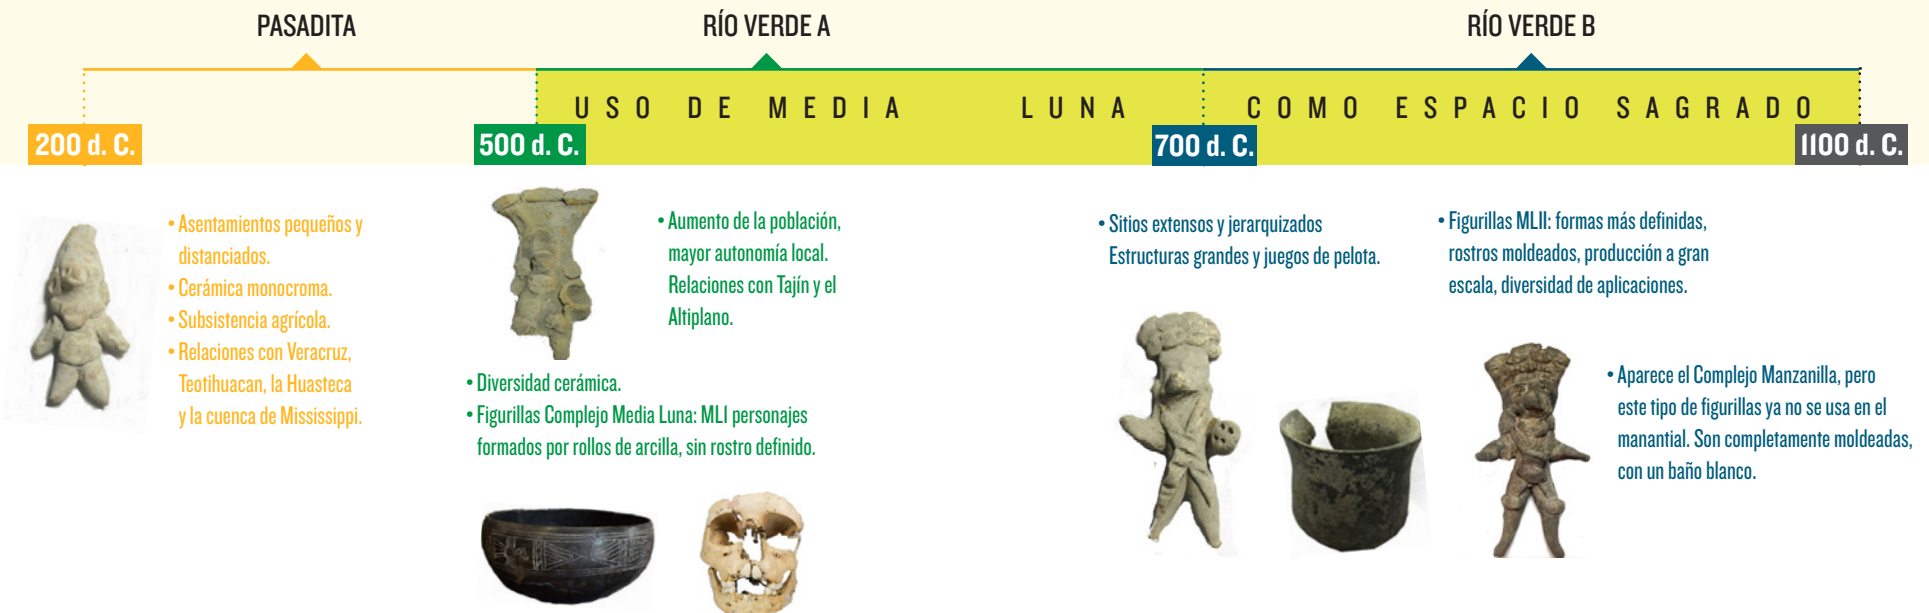 PASADITA
RÍO VERDE A
RÍO VERDE B
USO DE MEDIA LUNA COMO ESPACIO SAGRADO
200 d. C.
500 d. C.
700 d. C.
1100 d. C.
• Asentamientos pequeños y
distanciados.
• Cerámica monocroma.
• Subsistencia agrícola.
• Relaciones con Veracruz,
Teotihuacan, la Huasteca
y la cuenca de Mississippi.
• Aumento de la población,
mayor autonomía local.
Relaciones con Tajín y el
Altiplano.
• Diversidad cerámica.
• Figurillas Complejo Media Luna: MLI personajes
formados por rollos de arcilla, sin rostro definido.
• Sitios extensos y jerarquizados
Estructuras grandes y juegos de pelota.
• Figurillas MLII: formas más definidas,
rostros moldeados, producción a gran
escala, diversidad de aplicaciones.
• Aparece el Complejo Manzanilla, pero
este tipo de figurillas ya no se usa en el
manantial. Son completamente moldeadas,
con un baño blanco.